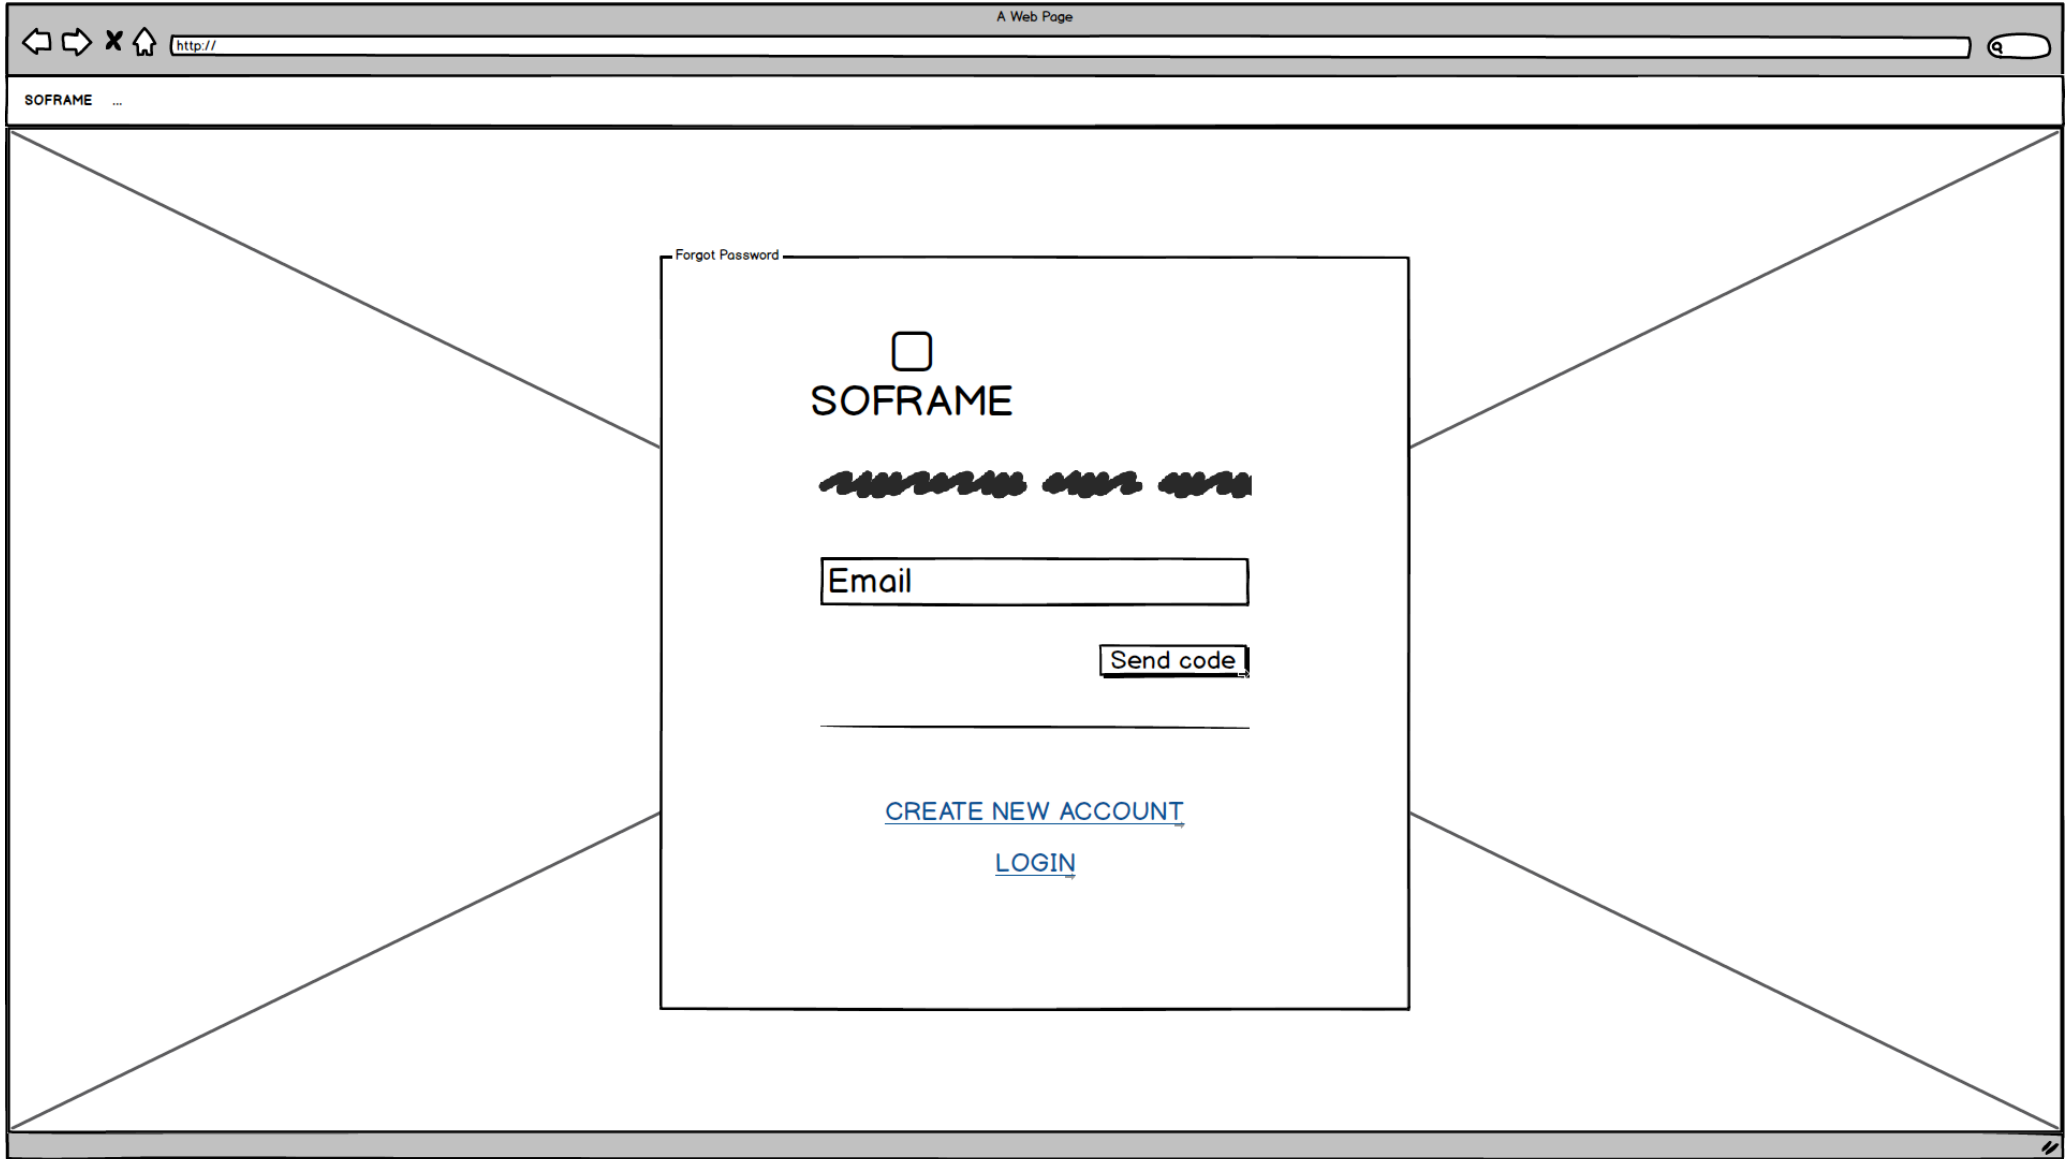 A Web Page
http://
SOFRAME ...
Forgot Password
SOFRAME
Email
Send code
CREATE NEW ACCOUNT
LOGIN